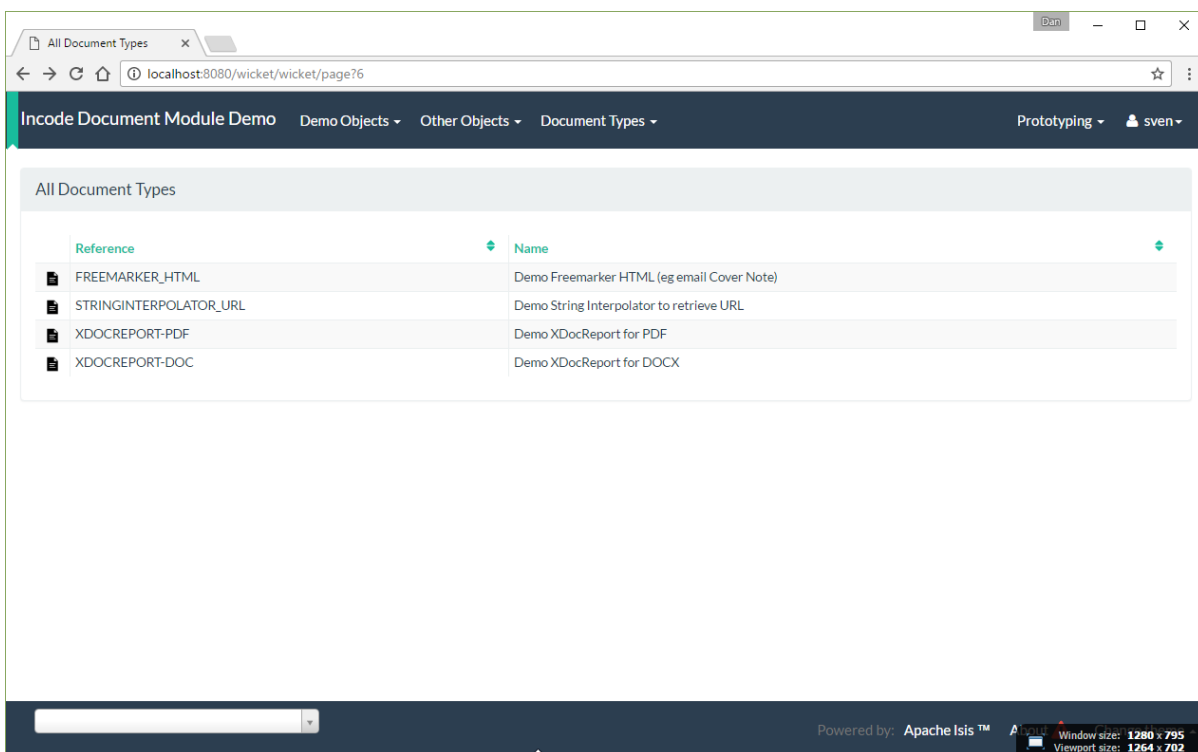 Dan
All Document Types
localhost:8080/wicket/wicket/page?6
Incode Document Module Demo Demo Objects Other Objects Document Types Prototyping sven
All Document Types
Reference Name
FREEMARKER_HTML Demo Freemarker HTML (eg email Cover Note)
STRINGINTERPOLATOR_URL Demo String Interpolator to retrieve URL
XDOCREPORT-PDF Demo XDocReport for PDF
XDOCREPORT-DOC Demo XDocReport for DOCX
Powered by: Apache Isis ™ About Change theme
Window size: 1280 x 795
Viewport size: 1264 x 702